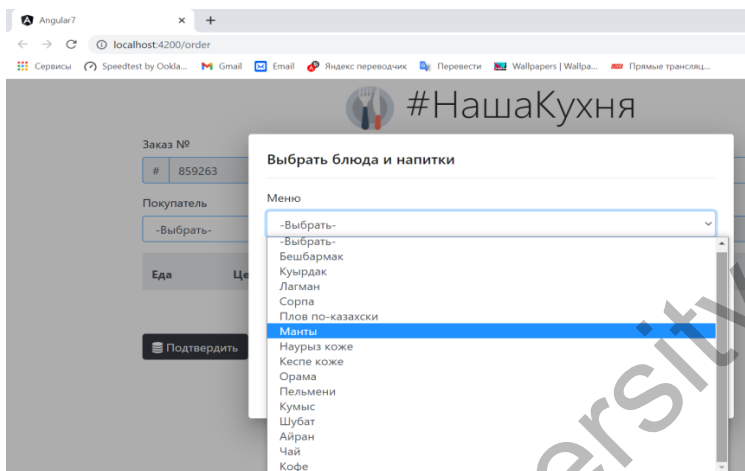 Angular7
localhost:4200/order
Сервисы Speedtest by Ookla... Gmail Email Яндекс переводчик Перевести Wallpapers | Wallpa... Прямые трансляц...
#НашаКухня
Заказ №
# 859263
Покупатель
-Выбрать-
Еда Це
Подтвердить
Выбрать блюда и напитки
Меню
-Выбрать-
-Выбрать-
Бешбармак
Куырдак
Лагман
Сорпа
Плов по-казахски
Манты
Наурыз коже
Кеспе коже
Орама
Пельмени
Кумыс
Шубат
Айран
Чай
Кофе
ersity